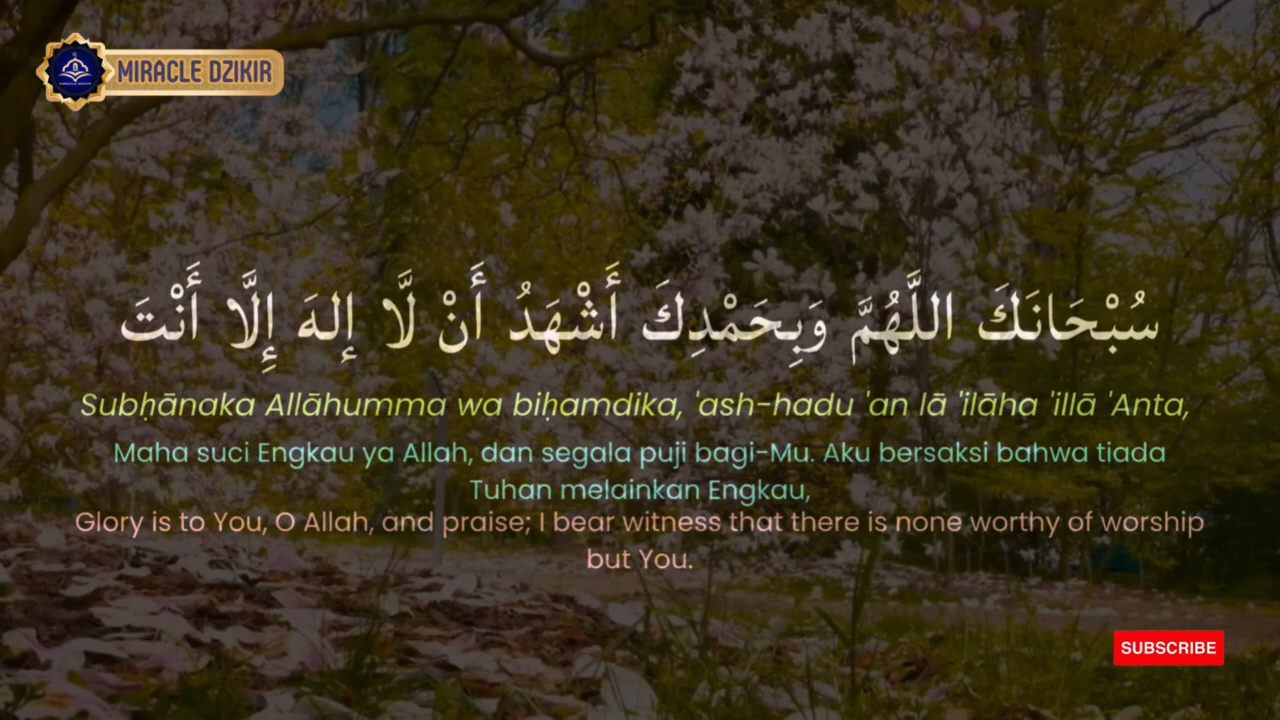 MIRACLE DZIKIR
سُبْحَانَكَ اللَّهُمَّ وَبِحَمْدِكَ أَشْهَدُ أَنْ لَّا إِلهَ إِلَّا أَنْتَ
Subḥānaka Allāhumma wa biḥamdika, 'ash-hadu 'an lā 'ilāha 'illā 'Anta,
Maha suci Engkau ya Allah, dan segala puji bagi-Mu. Aku bersaksi bahwa tiada
Tuhan melainkan Engkau,
Glory is to You, O Allah, and praise; I bear witness that there is none worthy of worship
but You.
SUBSCRIBE